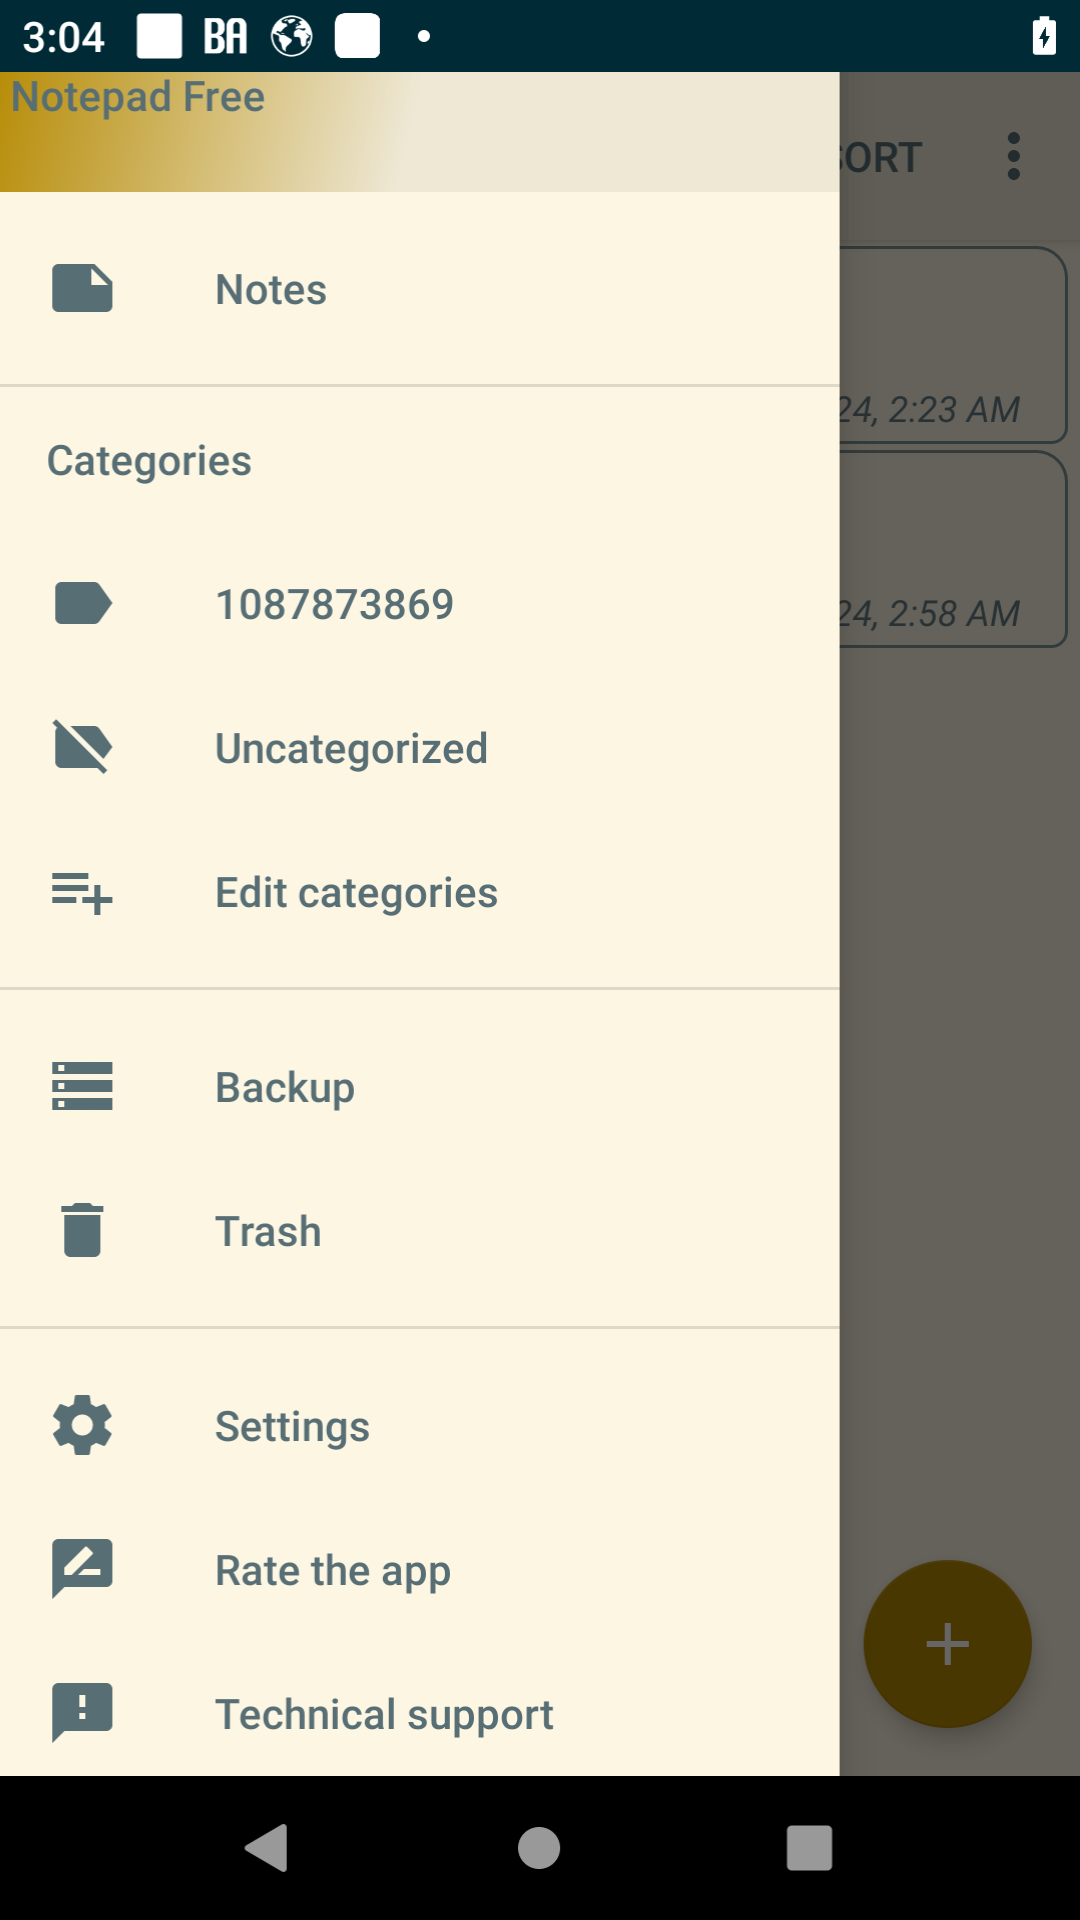 3:04 BA
Notepad Free
SORT
Notes
24, 2:23 AM
Categories
1087873869
24, 2:58 AM
Uncategorized
Edit categories
Backup
Trash
Settings
Rate the app
Technical support